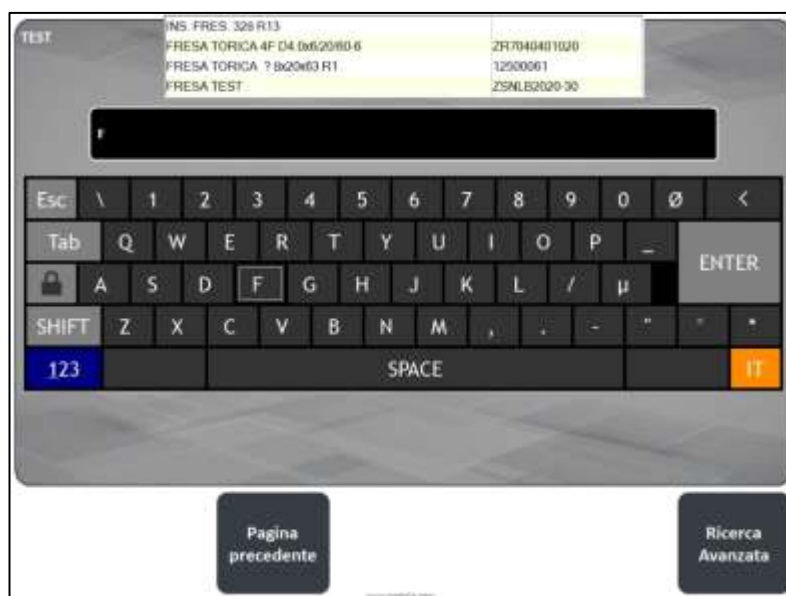 TEST
INS. FRES. 328 R13
FRESA TORICA 4F D4.0x6/20/60-6 ZR7040401020
FRESA TORICA ? 8x20x63 R1 12500061
FRESA TEST ZSNLB2020-30
F
Esc \ 1 2 3 4 5 6 7 8 9 0 Ø <
Tab Q W E R T Y U I O P _ ENTER
A S D F G H J K L / µ
SHIFT Z X C V B N M , . - " ° *
123 SPACE IT
Pagina precedente
Ricerca Avanzata